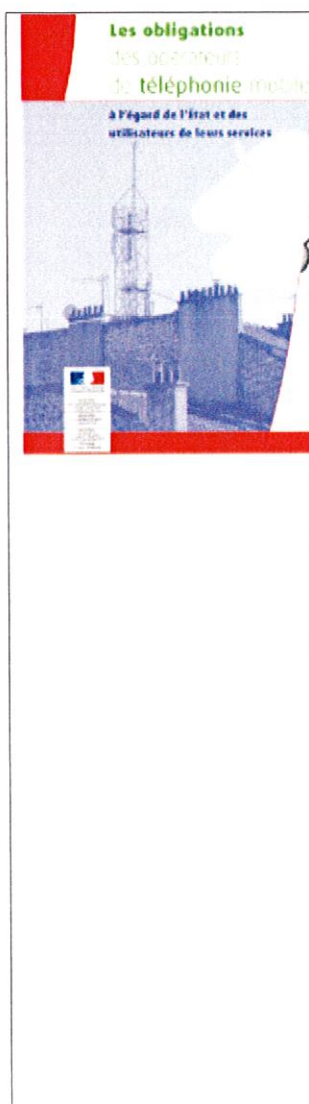 Les obligations
des opérateurs
de téléphonie mobile
à l'égard de l'État et des
utilisateurs de leurs services